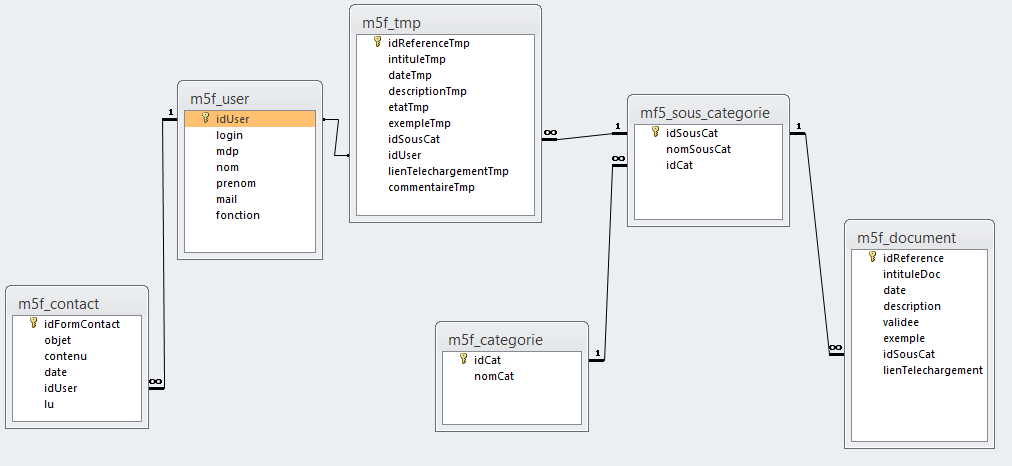 m5f_tmp
idReferenceTmp
intituleTmp
dateTmp
descriptionTmp
etatTmp
exempleTmp
idSousCat
idUser
lienTelechargementTmp
commentaireTmp
m5f_user
idUser
login
mdp
nom
prenom
mail
fonction
mf5_sous_categorie
idSousCat
nomSousCat
idCat
m5f_document
idReference
intituleDoc
date
description
validee
exemple
idSousCat
lienTelechargement
m5f_contact
idFormContact
objet
contenu
date
idUser
lu
m5f_categorie
idCat
nomCat
1
∞
∞
1
∞
1
1
∞